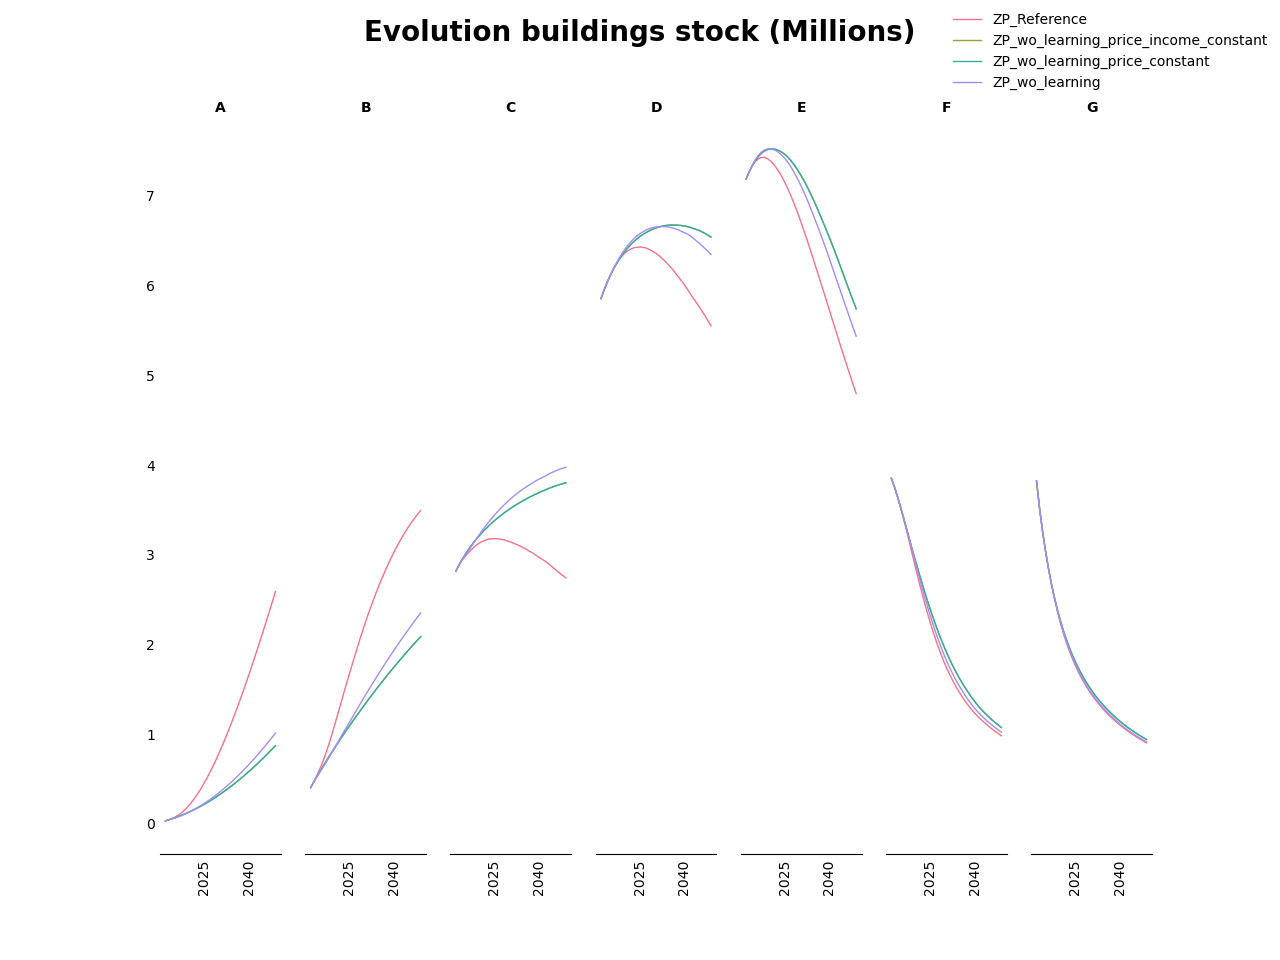 Evolution buildings stock (Millions)
ZP_Reference
ZP_wo_learning_price_income_constant
ZP_wo_learning_price_constant
ZP_wo_learning
A B C D E F G
7
6
5
4
3
2
1
0
2025 2040 2025 2040 2025 2040 2025 2040 2025 2040 2025 2040 2025 2040